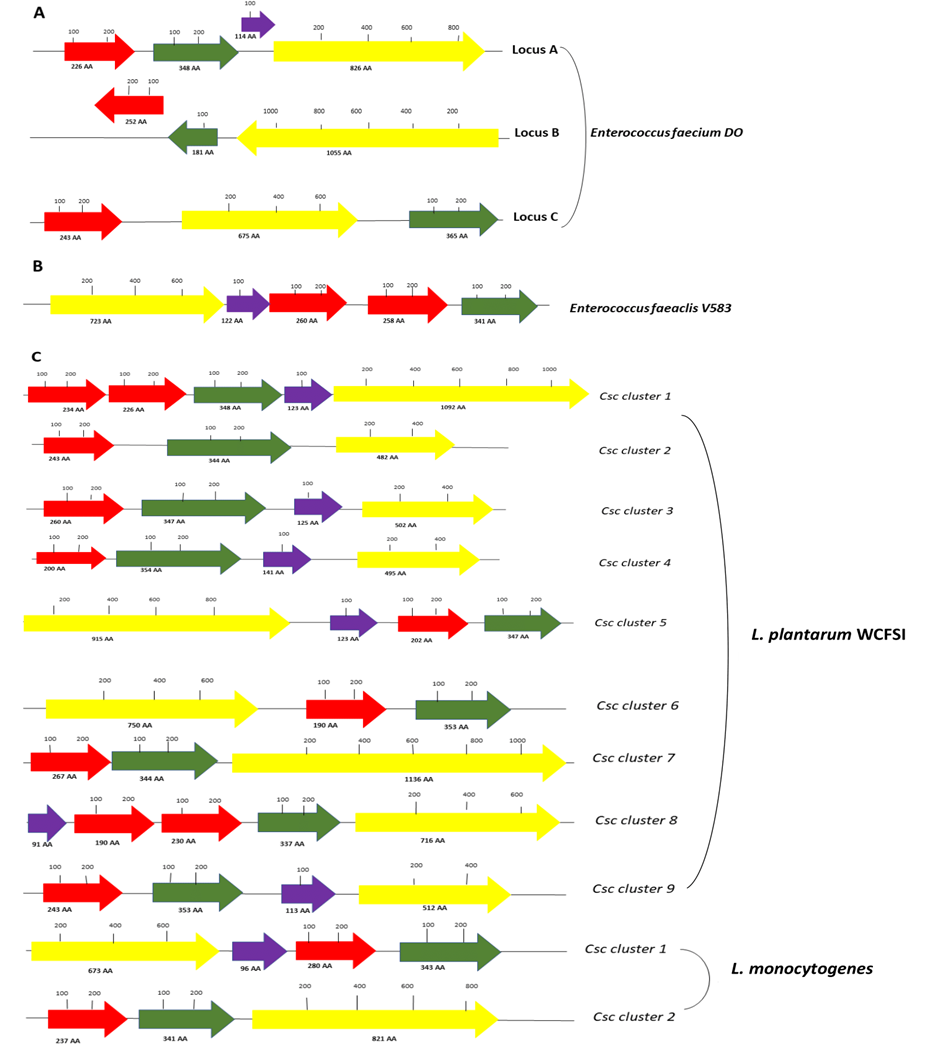 A
100
100 200 100 200 114 AA 200 400 600 800
Locus A
226 AA 348 AA 826 AA
200 100
252 AA 100 1000 800 600 400 200
Locus B
Enterococcus faecium DO
181 AA 1055 AA
100 200 200 400 600 100 200
Locus C
243 AA 675 AA 365 AA
B
200 400 600 100 100 200 100 200 100 200
Enterococcus faeaclis V583
723 AA 122 AA 260 AA 258 AA 341 AA
C
100 200 100 200 100 200 100 200 400 600 800 1000
Csc cluster 1
234 AA 226 AA 348 AA 123 AA 1092 AA
100 200 100 200 200 400
Csc cluster 2
243 AA 344 AA 482 AA
100 200 100 200 100 200 400
Csc cluster 3
260 AA 347 AA 125 AA 502 AA
100 200 100 200 100 200 400
Csc cluster 4
200 AA 354 AA 141 AA 495 AA
200 400 600 800 100 100 200 100 200
Csc cluster 5
915 AA 123 AA 202 AA 347 AA
L. plantarum WCFSI
200 400 600 100 200 100 200
Csc cluster 6
750 AA 190 AA 353 AA
100 200 100 200 200 400 600 800 1000
Csc cluster 7
267 AA 344 AA 1136 AA
100 200 100 200 100 200 200 400 600
Csc cluster 8
91 AA 190 AA 230 AA 337 AA 716 AA
100 200 100 200 100 200 400
Csc cluster 9
243 AA 353 AA 113 AA 512 AA
200 400 600 100 200 100 200
Csc cluster 1
673 AA 96 AA 280 AA 343 AA
L. monocytogenes
100 200 100 200 200 400 600 800
Csc cluster 2
237 AA 341 AA 821 AA